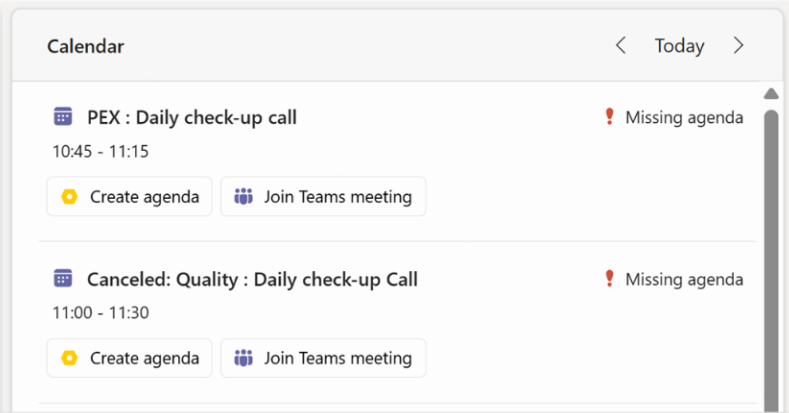 Calendar
Today
PEX : Daily check-up call
Missing agenda
10:45 - 11:15
Create agenda
Join Teams meeting
Canceled: Quality : Daily check-up Call
Missing agenda
11:00 - 11:30
Create agenda
Join Teams meeting